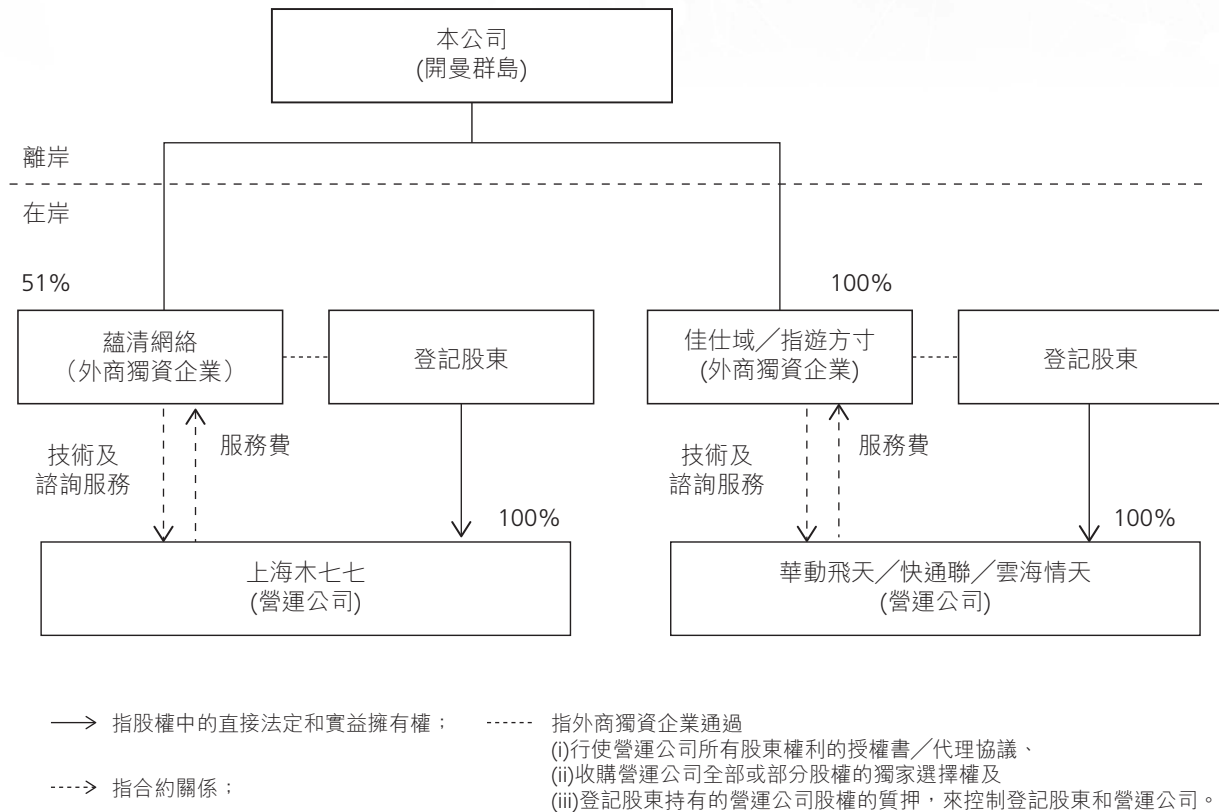 本公司
(開曼群島)
離岸
在岸
51%
100%
蘊清網絡
（外商獨資企業）
登記股東
佳仕域／指遊方寸
(外商獨資企業)
登記股東
技術及
諮詢服務
服務費
技術及
諮詢服務
服務費
100%
100%
上海木七七
(營運公司)
華動飛天／快通聯／雲海情天
(營運公司)
指股權中的直接法定和實益擁有權；
指合約關係；
指外商獨資企業通過
(i)行使營運公司所有股東權利的授權書／代理協議、
(ii)收購營運公司全部或部分股權的獨家選擇權及
(iii)登記股東持有的營運公司股權的質押，來控制登記股東和營運公司。